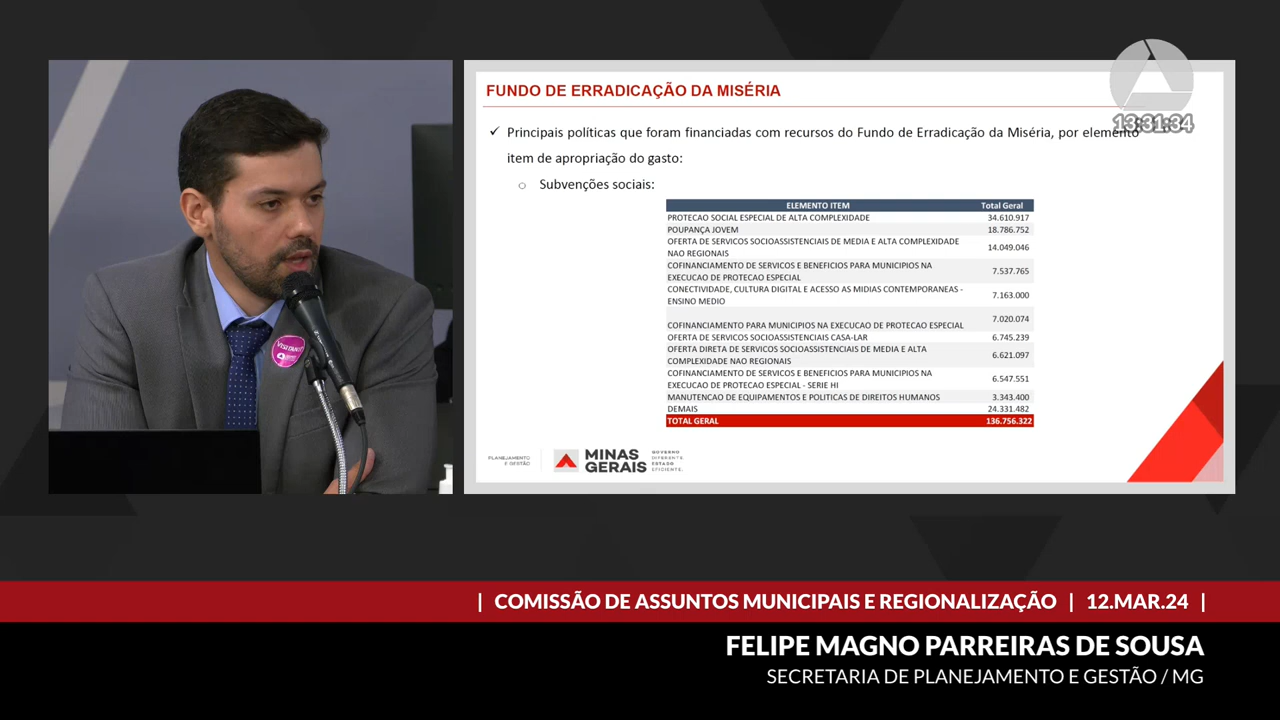 13:31:34
FUNDO DE ERRADICAÇÃO DA MISÉRIA
✓ Principais políticas que foram financiadas com recursos do Fundo de Erradicação da Miséria, por elemento
item de apropriação do gasto:
○ Subvenções sociais:
ELEMENTO ITEM Total Geral
PROTECAO SOCIAL ESPECIAL DE ALTA COMPLEXIDADE 34.610.917
POUPANÇA JOVEM 18.786.752
OFERTA DE SERVICOS SOCIOASSISTENCIAIS DE MEDIA E ALTA COMPLEXIDADE
NAO REGIONAIS 14.049.046
COFINANCIAMENTO DE SERVICOS E BENEFICIOS PARA MUNICIPIOS NA
EXECUCAO DE PROTECAO ESPECIAL 7.537.765
CONECTIVIDADE, CULTURA DIGITAL E ACESSO AS MIDIAS CONTEMPORANEAS -
ENSINO MEDIO 7.163.000
COFINANCIAMENTO PARA MUNICIPIOS NA EXECUCAO DE PROTECAO ESPECIAL 7.020.074
OFERTA DE SERVICOS SOCIOASSISTENCIAIS CASA-LAR 6.745.239
OFERTA DIRETA DE SERVICOS SOCIOASSISTENCIAIS DE MEDIA E ALTA
COMPLEXIDADE NAO REGIONAIS 6.621.097
COFINANCIAMENTO DE SERVICOS E BENEFICIOS PARA MUNICIPIOS NA
EXECUCAO DE PROTECAO ESPECIAL - SERIE HI 6.547.551
MANUTENCAO DE EQUIPAMENTOS E POLITICAS DE DIREITOS HUMANOS 3.343.400
DEMAIS 24.331.482
TOTAL GERAL 136.756.322
VISITANTE
PLANEJAMENTO
E GESTÃO
MINAS
GERAIS
GOVERNO
DIFERENTE
ESTADO
EFICIENTE.
| COMISSÃO DE ASSUNTOS MUNICIPAIS E REGIONALIZAÇÃO | 12.MAR.24 |
FELIPE MAGNO PARREIRAS DE SOUSA
SECRETARIA DE PLANEJAMENTO E GESTÃO / MG